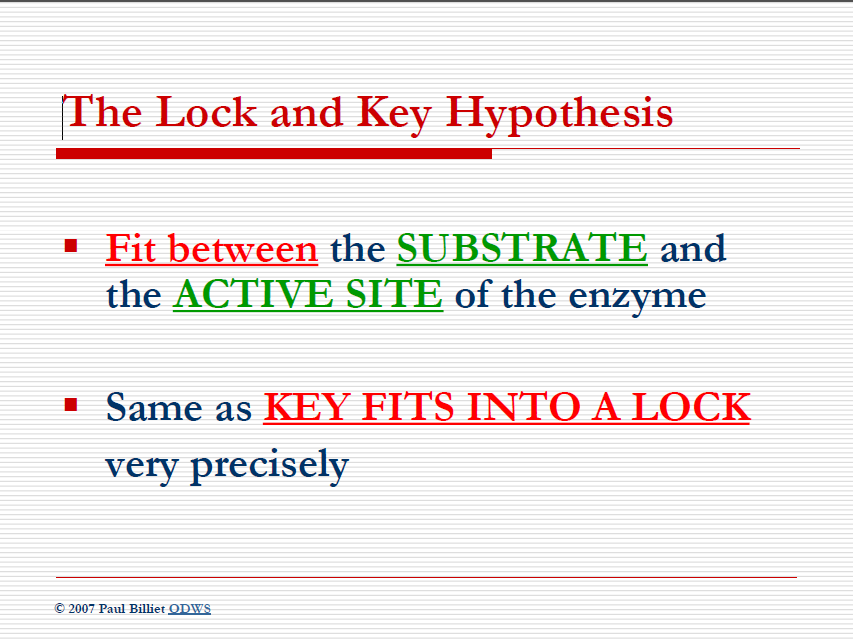 The Lock and Key Hypothesis
Fit between the SUBSTRATE and
the ACTIVE SITE of the enzyme
Same as KEY FITS INTO A LOCK
very precisely
© 2007 Paul Billiet ODWS